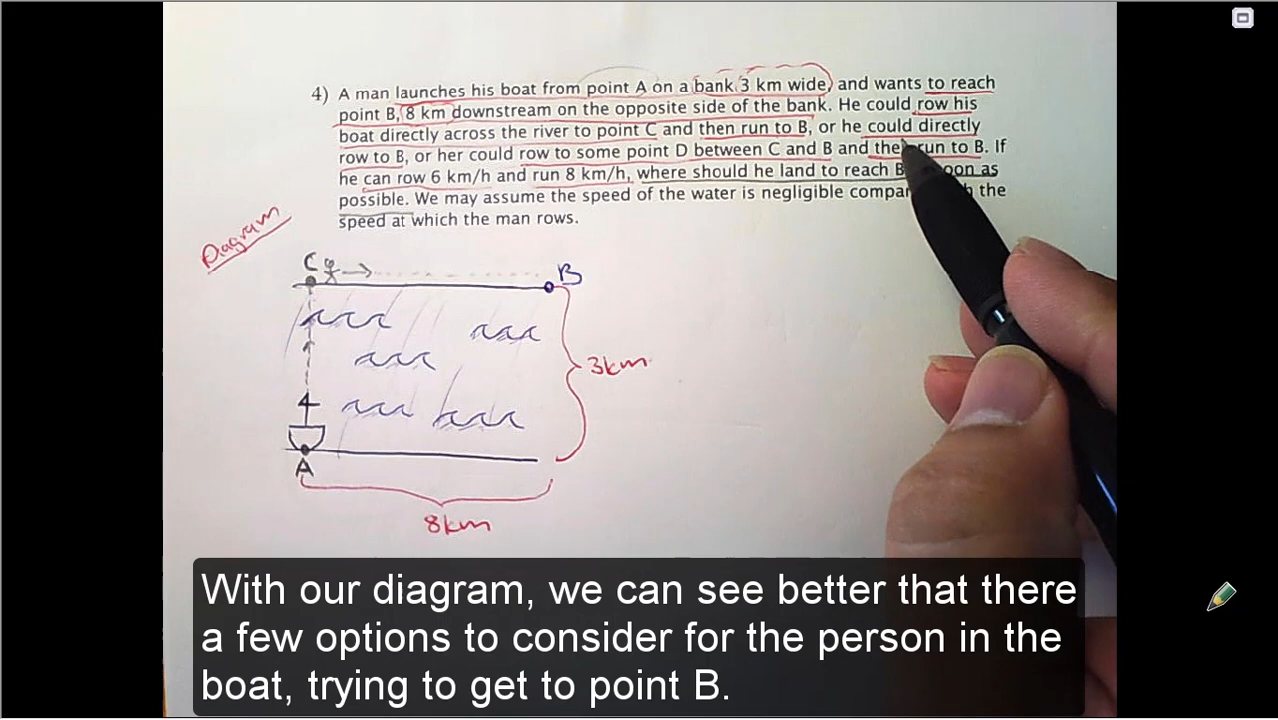 4) A man launches his boat from point A on a bank 3 km wide, and wants to reach
point B, 8 km downstream on the opposite side of the bank. He could row his
boat directly across the river to point C and then run to B, or he could directly
row to B, or her could row to some point D between C and B and then run to B. If
he can row 6 km/h and run 8 km/h, where should he land to reach B soon as
possible. We may assume the speed of the water is negligible the
speed at which the man rows.
Diagram
C
B
3km
A
8km
With our diagram, we can see better that there
a few options to consider for the person in the
boat, trying to get to point B.